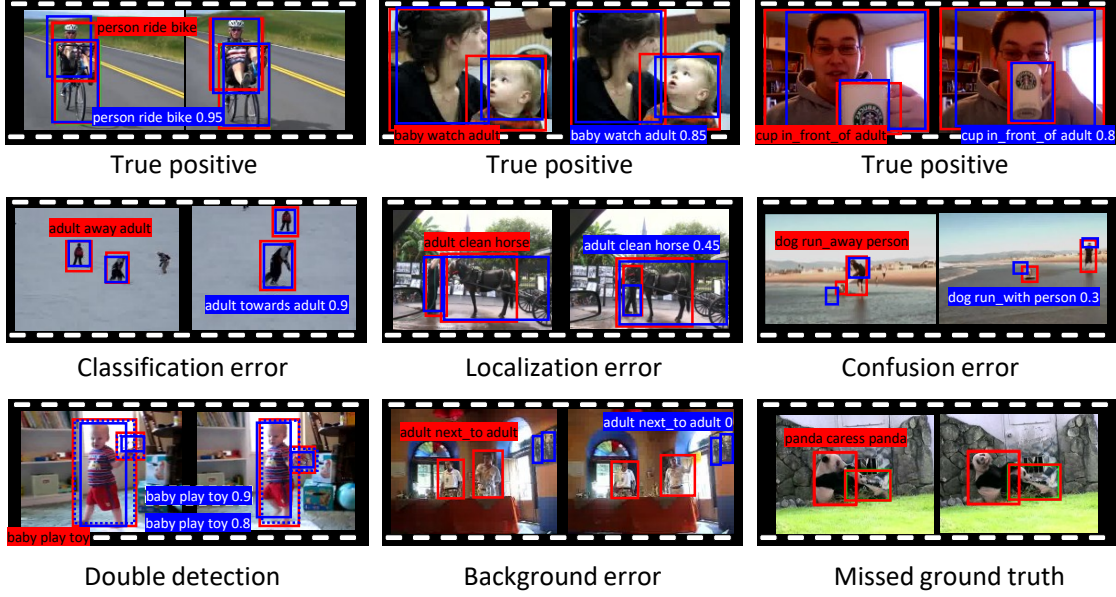 person ride bike
person ride bike 0.95
baby watch adult
baby watch adult 0.85
cup in_front_of adult
cup in_front_of adult 0.8
True positive
True positive
True positive
adult away adult
adult towards adult 0.9
adult clean horse
adult clean horse 0.45
dog run_away person
dog run_with person 0.3
Classification error
Localization error
Confusion error
baby play toy 0.9
baby play toy 0.8
baby play toy
adult next_to adult
adult next_to adult 0
panda caress panda
Double detection
Background error
Missed ground truth